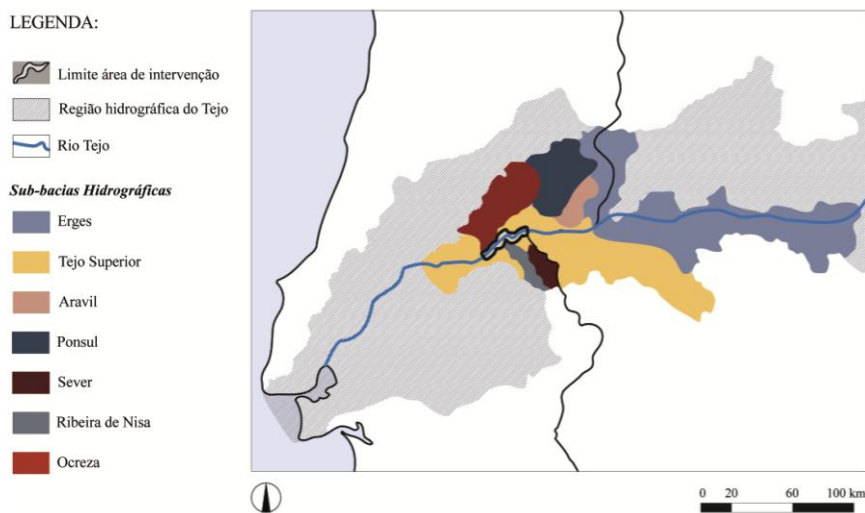 LEGENDA:
Limite área de intervenção
Região hidrográfica do Tejo
Rio Tejo
Sub-bacias Hidrográficas
Erges
Tejo Superior
Aravil
Ponsul
Sever
Ribeira de Nisa
Ocreza
0 20 60 100 km